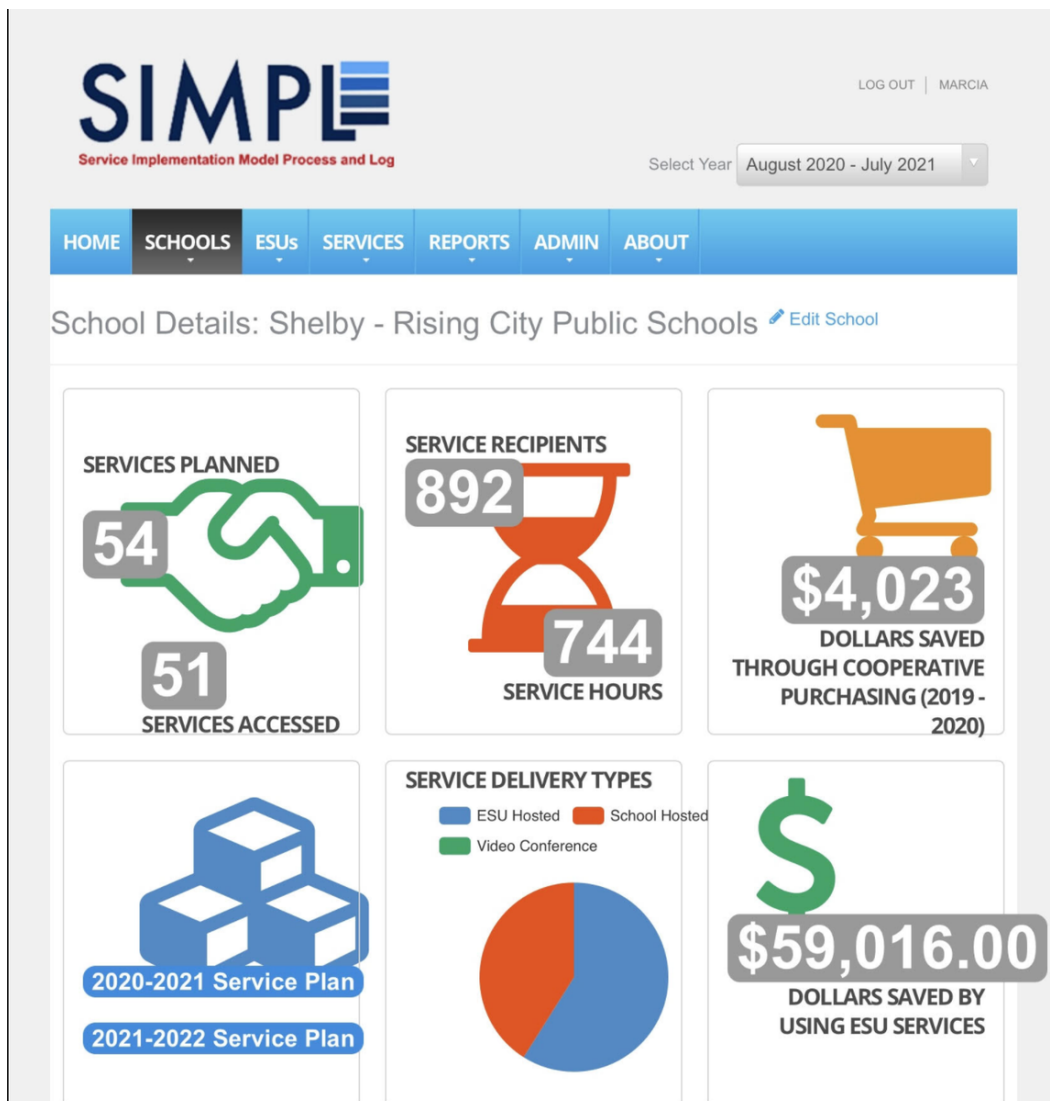 SIMPLE
Service Implementation Model Process and Log
LOG OUT | MARCIA
Select Year August 2020 - July 2021
HOME SCHOOLS ESUs SERVICES REPORTS ADMIN ABOUT
School Details: Shelby - Rising City Public Schools Edit School
SERVICES PLANNED
54
51
SERVICES ACCESSED
SERVICE RECIPIENTS
892
744
SERVICE HOURS
$4,023
DOLLARS SAVED
THROUGH COOPERATIVE
PURCHASING (2019 -
2020)
2020-2021 Service Plan
2021-2022 Service Plan
SERVICE DELIVERY TYPES
ESU Hosted School Hosted
Video Conference
$59,016.00
DOLLARS SAVED BY
USING ESU SERVICES